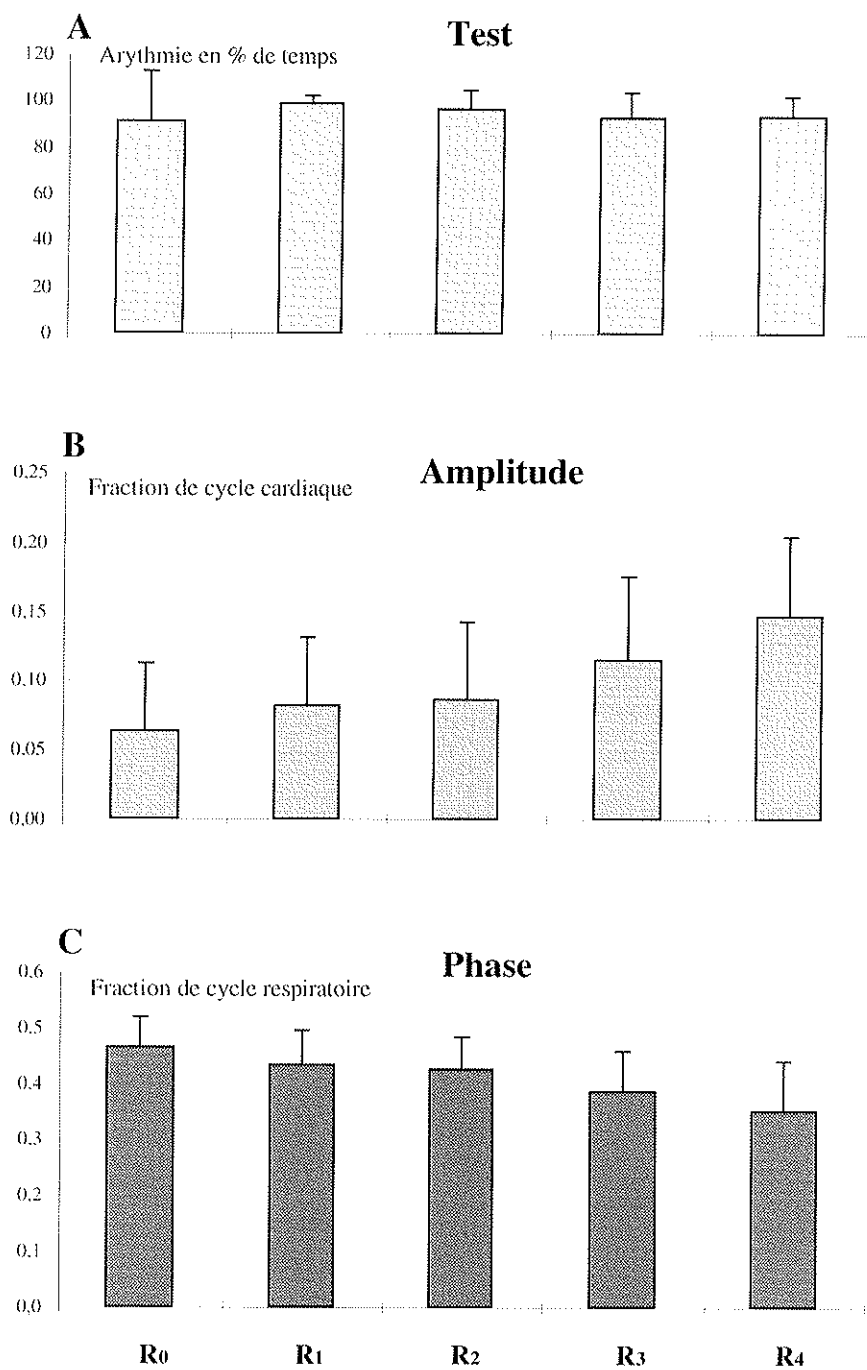 A
Test
Arythmie en % de temps
120
100
80
60
40
20
0
B
Amplitude
Fraction de cycle cardiaque
0,25
0,20
0,15
0,10
0,05
0,00
C
Phase
Fraction de cycle respiratoire
0,6
0,5
0,4
0,3
0,2
0,1
0,0
R0 R1 R2 R3 R4